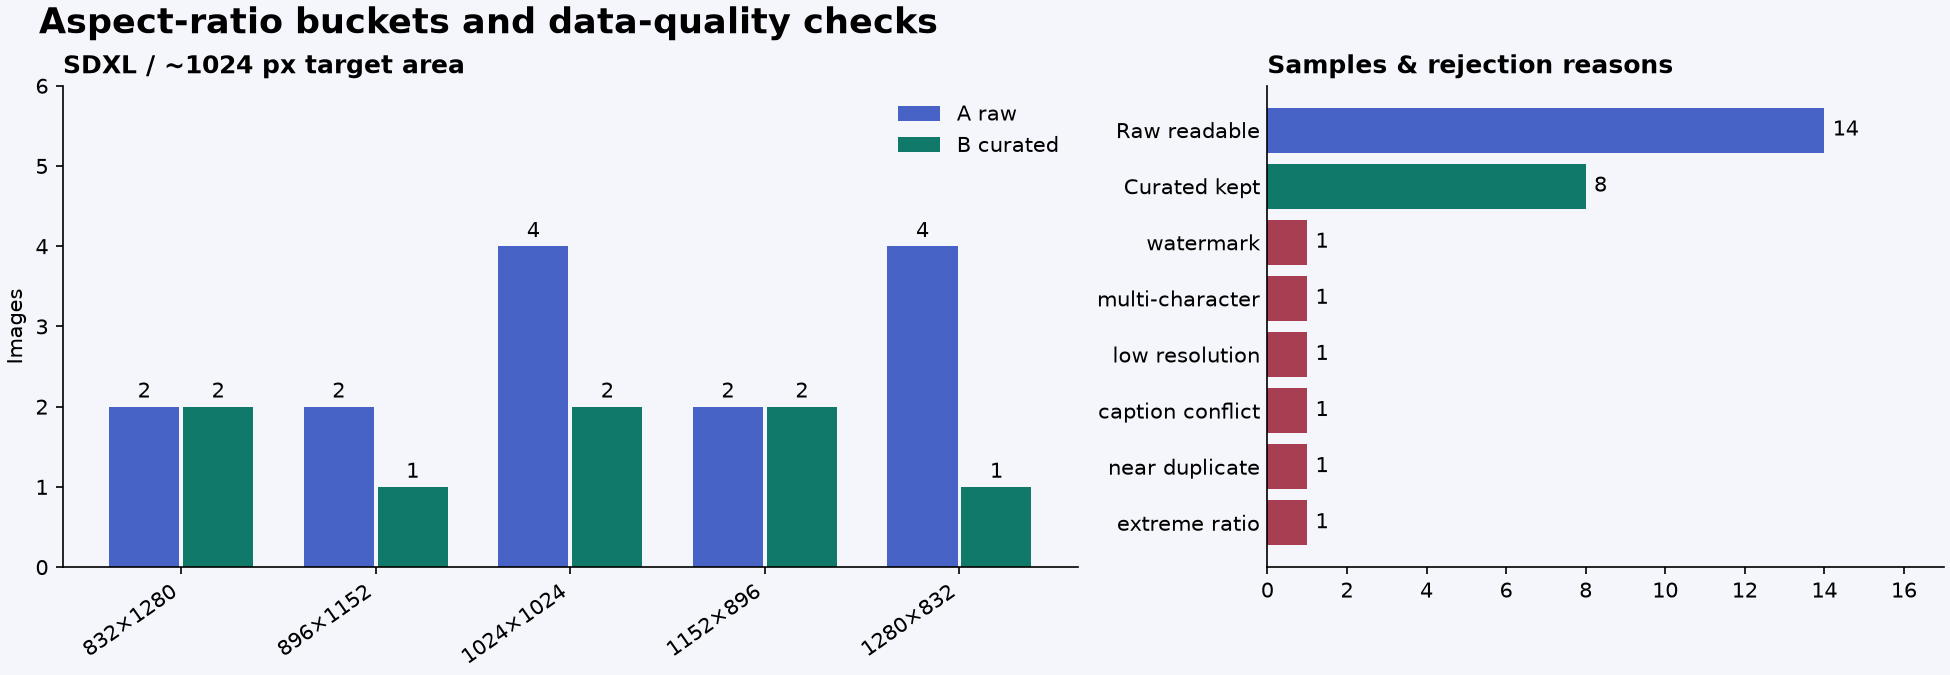 Aspect-ratio buckets and data-quality checks
SDXL / ~1024 px target area
6
5
4
3
2
1
0
Images
A raw
B curated
2
2
2
1
4
2
2
2
4
1
832×1280
896×1152
1024×1024
1152×896
1280×832
Samples & rejection reasons
Raw readable
14
Curated kept
8
watermark
1
multi-character
1
low resolution
1
caption conflict
1
near duplicate
1
extreme ratio
1
0 2 4 6 8 10 12 14 16